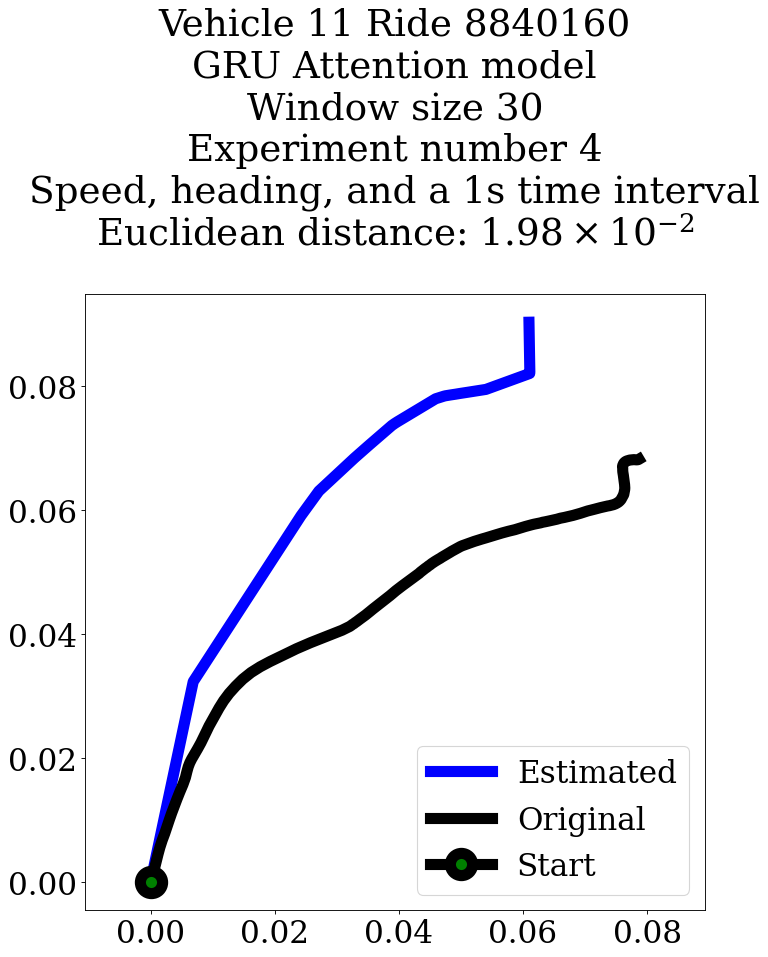 Vehicle 11 Ride 8840160
GRU Attention model
Window size 30
Experiment number 4
Speed, heading, and a 1s time interval
Euclidean distance: 1.98 × 10⁻²
0.08
0.06
0.04
0.02
0.00
Estimated
Original
Start
0.00 0.02 0.04 0.06 0.08